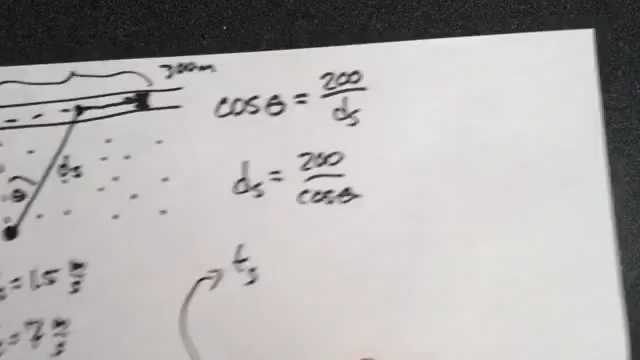 300m
cos θ = 200/ds
θ ds
ds = 200/cosθ
ts
= 1.5 m/s
= 7 m/s